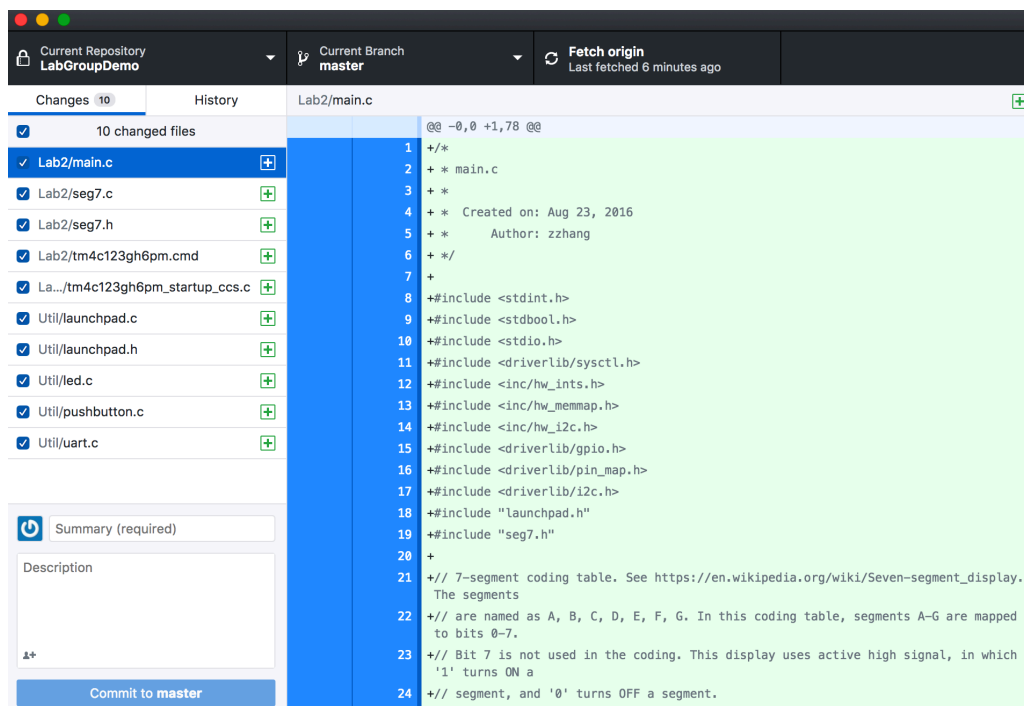 Current Repository
LabGroupDemo
Current Branch
master
Fetch origin
Last fetched 6 minutes ago
Changes 10
History
Lab2/main.c
10 changed files
Lab2/main.c
Lab2/seg7.c
Lab2/seg7.h
Lab2/tm4c123gh6pm.cmd
La.../tm4c123gh6pm_startup_ccs.c
Util/launchpad.c
Util/launchpad.h
Util/led.c
Util/pushbutton.c
Util/uart.c
Summary (required)
Description
Commit to master
@@ -0,0 +1,78 @@
1 +/*
2 + * main.c
3 + *
4 + *  Created on: Aug 23, 2016
5 + *      Author: zzhang
6 + */
7 +
8 +#include <stdint.h>
9 +#include <stdbool.h>
10 +#include <stdio.h>
11 +#include <driverlib/sysctl.h>
12 +#include <inc/hw_ints.h>
13 +#include <inc/hw_memmap.h>
14 +#include <inc/hw_i2c.h>
15 +#include <driverlib/gpio.h>
16 +#include <driverlib/pin_map.h>
17 +#include <driverlib/i2c.h>
18 +#include "launchpad.h"
19 +#include "seg7.h"
20 +
21 +// 7-segment coding table. See https://en.wikipedia.org/wiki/Seven-segment_display.
The segments
22 +// are named as A, B, C, D, E, F, G. In this coding table, segments A-G are mapped
to bits 0-7.
23 +// Bit 7 is not used in the coding. This display uses active high signal, in which
'1' turns ON a
24 +// segment, and '0' turns OFF a segment.